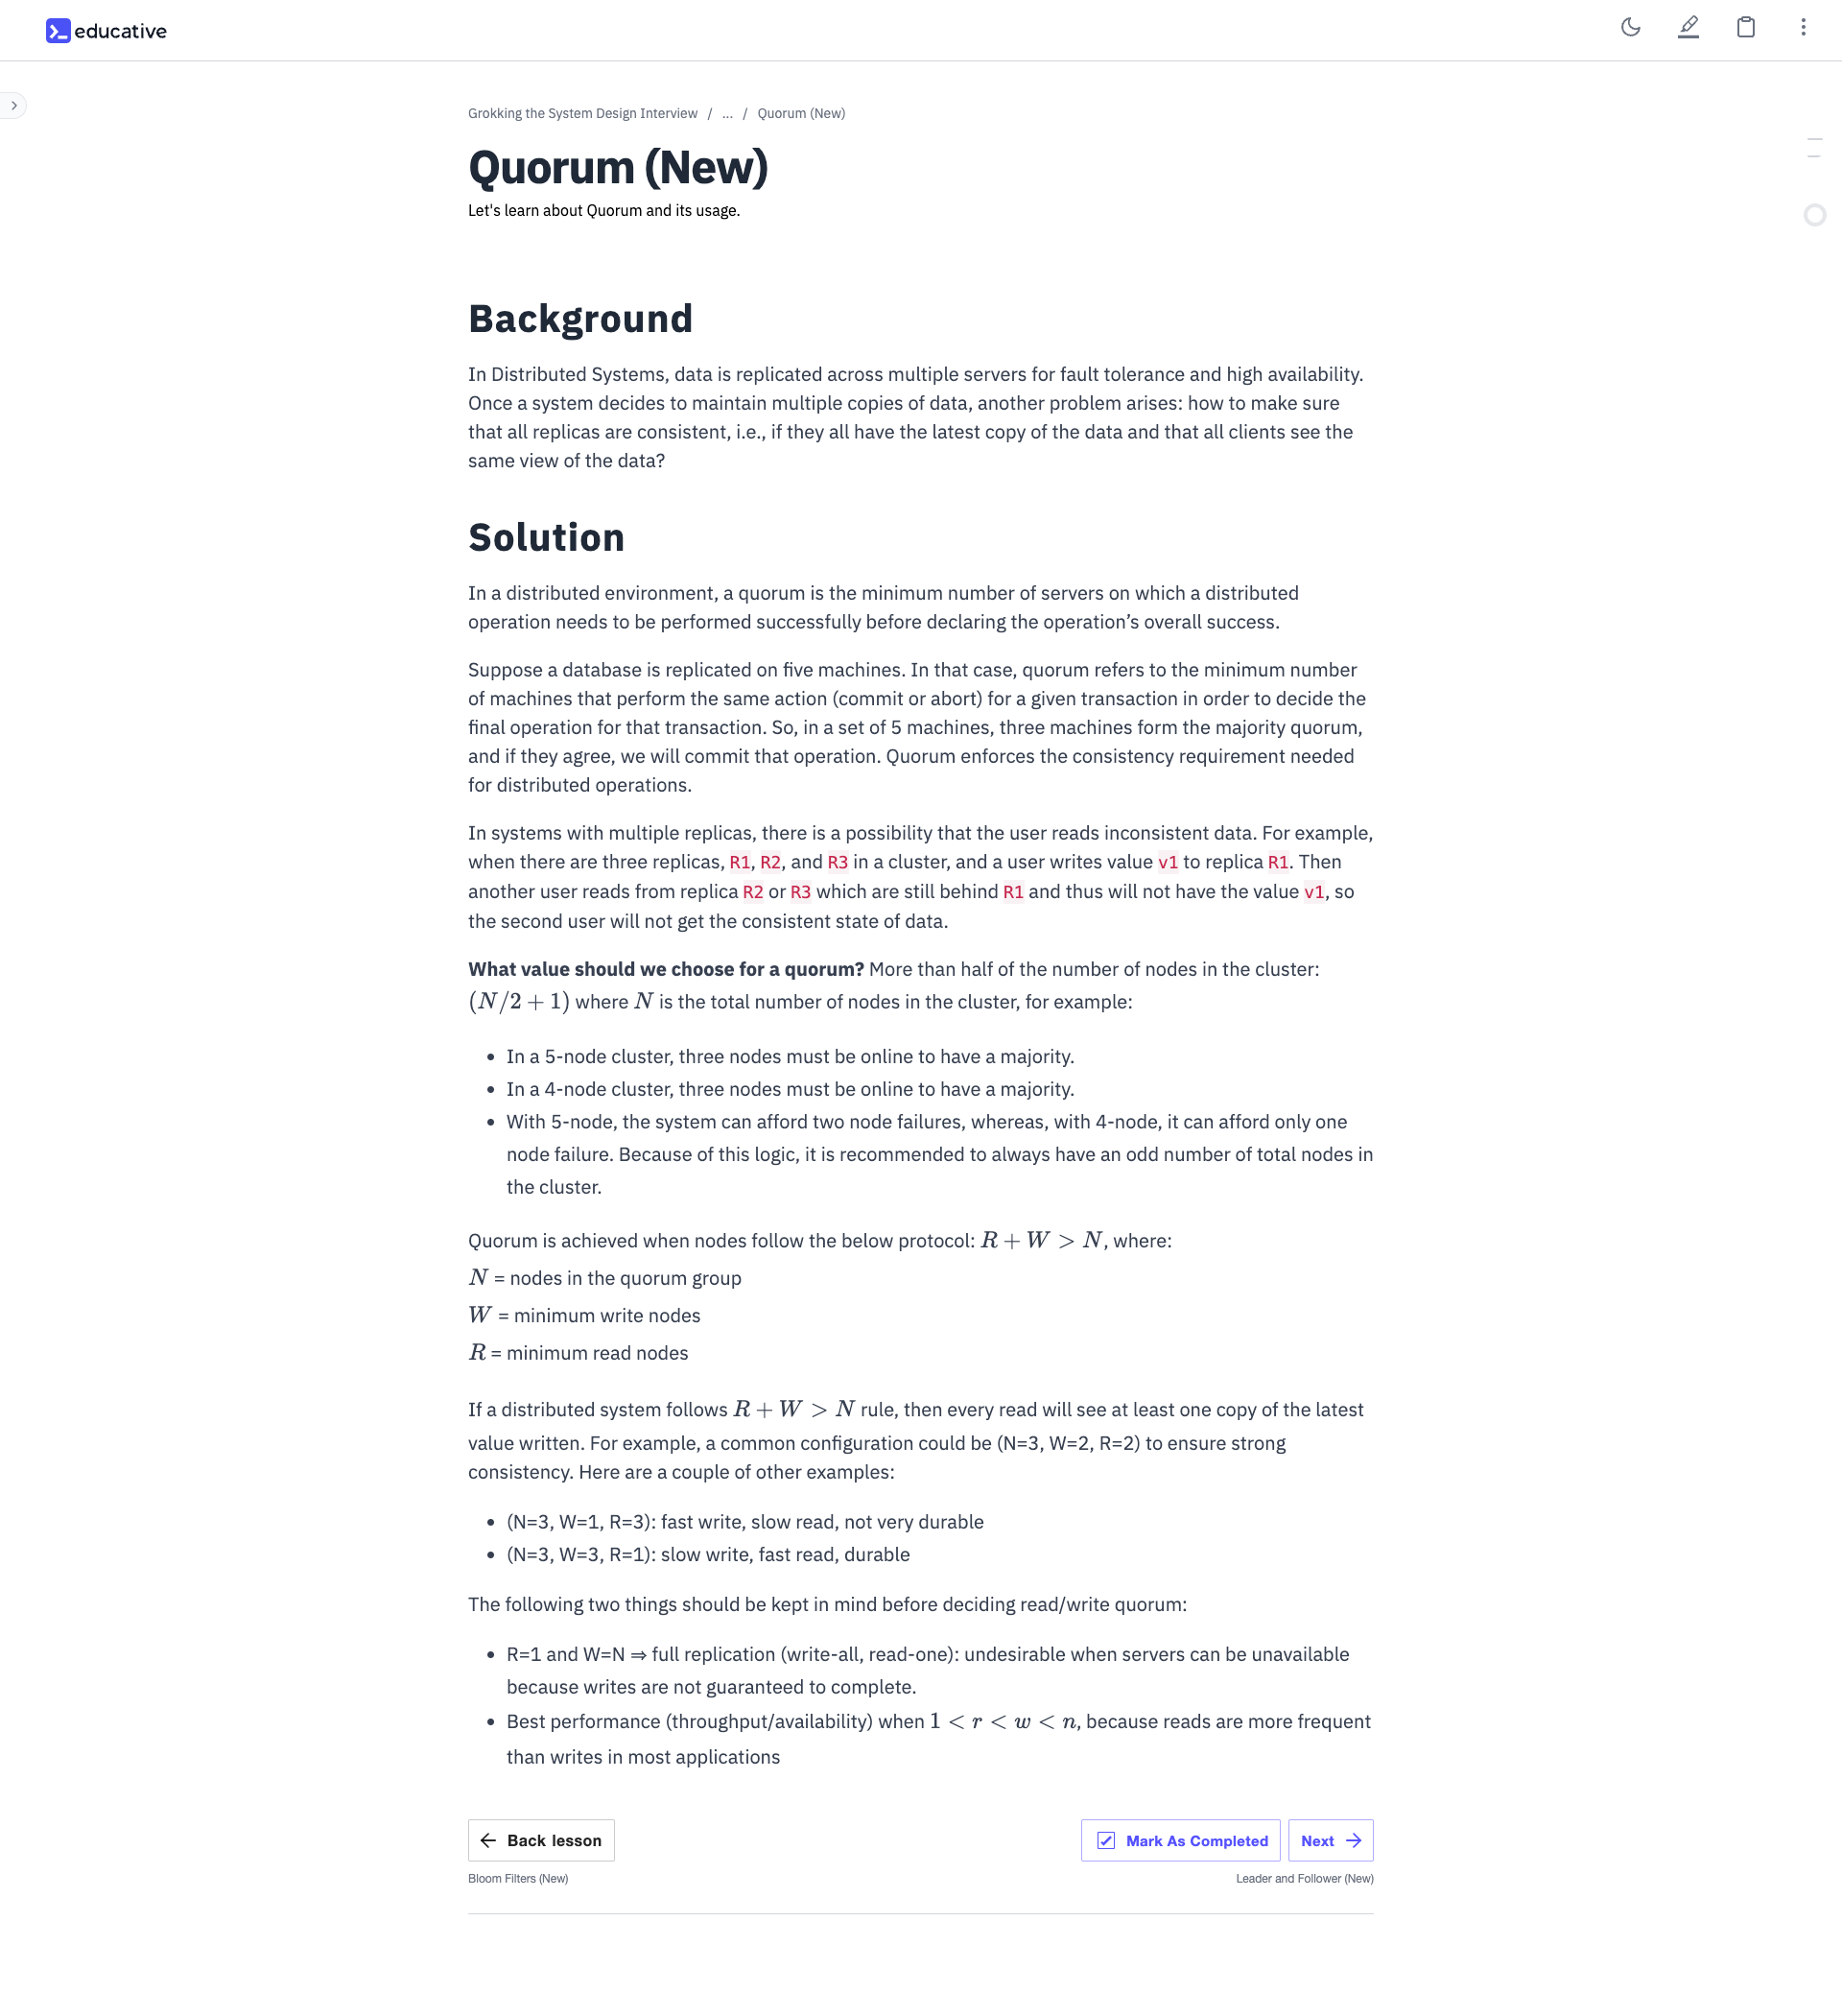 educative
Grokking the System Design Interview / ... / Quorum (New)
Quorum (New)
Let's learn about Quorum and its usage.
Background
In Distributed Systems, data is replicated across multiple servers for fault tolerance and high availability.
Once a system decides to maintain multiple copies of data, another problem arises: how to make sure
that all replicas are consistent, i.e., if they all have the latest copy of the data and that all clients see the
same view of the data?
Solution
In a distributed environment, a quorum is the minimum number of servers on which a distributed
operation needs to be performed successfully before declaring the operation’s overall success.
Suppose a database is replicated on five machines. In that case, quorum refers to the minimum number
of machines that perform the same action (commit or abort) for a given transaction in order to decide the
final operation for that transaction. So, in a set of 5 machines, three machines form the majority quorum,
and if they agree, we will commit that operation. Quorum enforces the consistency requirement needed
for distributed operations.
In systems with multiple replicas, there is a possibility that the user reads inconsistent data. For example,
when there are three replicas, R1, R2, and R3 in a cluster, and a user writes value v1 to replica R1. Then
another user reads from replica R2 or R3 which are still behind R1 and thus will not have the value v1, so
the second user will not get the consistent state of data.
What value should we choose for a quorum? More than half of the number of nodes in the cluster:
(N/2 + 1) where N is the total number of nodes in the cluster, for example:
• In a 5-node cluster, three nodes must be online to have a majority.
• In a 4-node cluster, three nodes must be online to have a majority.
• With 5-node, the system can afford two node failures, whereas, with 4-node, it can afford only one
node failure. Because of this logic, it is recommended to always have an odd number of total nodes in
the cluster.
Quorum is achieved when nodes follow the below protocol: R + W > N, where:
N = nodes in the quorum group
W = minimum write nodes
R = minimum read nodes
If a distributed system follows R + W > N rule, then every read will see at least one copy of the latest
value written. For example, a common configuration could be (N=3, W=2, R=2) to ensure strong
consistency. Here are a couple of other examples:
• (N=3, W=1, R=3): fast write, slow read, not very durable
• (N=3, W=3, R=1): slow write, fast read, durable
The following two things should be kept in mind before deciding read/write quorum:
• R=1 and W=N ⇒ full replication (write-all, read-one): undesirable when servers can be unavailable
because writes are not guaranteed to complete.
• Best performance (throughput/availability) when 1 < r < w < n, because reads are more frequent
than writes in most applications
← Back lesson
Mark As Completed
Next →
Bloom Filters (New)
Leader and Follower (New)